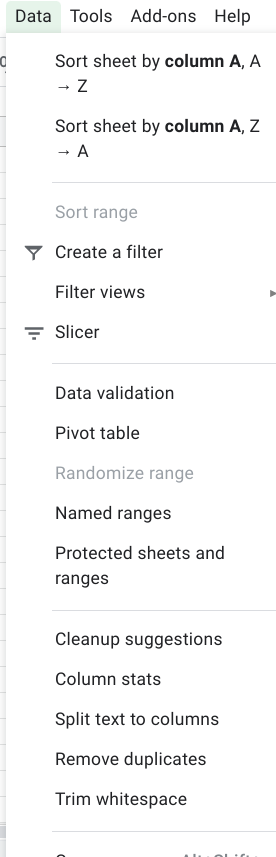 Data Tools Add-ons Help
Sort sheet by column A, A
→ Z
Sort sheet by column A, Z
→ A
Sort range
Create a filter
Filter views
Slicer
Data validation
Pivot table
Randomize range
Named ranges
Protected sheets and
ranges
Cleanup suggestions
Column stats
Split text to columns
Remove duplicates
Trim whitespace